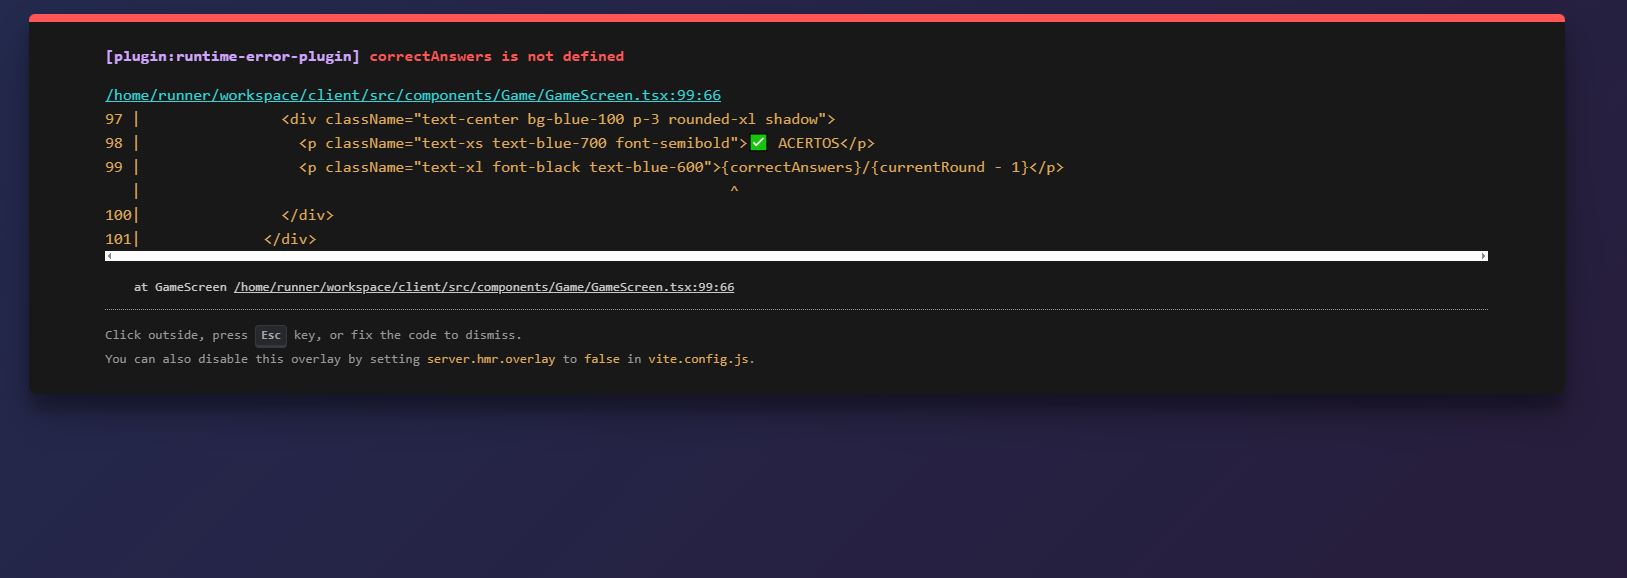 [plugin:runtime-error-plugin] correctAnswers is not defined
/home/runner/workspace/client/src/components/Game/GameScreen.tsx:99:66
97 |                <div className="text-center bg-blue-100 p-3 rounded-xl shadow">
98 |                  <p className="text-xs text-blue-700 font-semibold">✅ ACERTOS</p>
99 |                  <p className="text-xl font-black text-blue-600">{correctAnswers}/{currentRound - 1}</p>
   |                                                                   ^
100|                </div>
101|              </div>
at GameScreen /home/runner/workspace/client/src/components/Game/GameScreen.tsx:99:66
Click outside, press Esc key, or fix the code to dismiss.
You can also disable this overlay by setting server.hmr.overlay to false in vite.config.js.